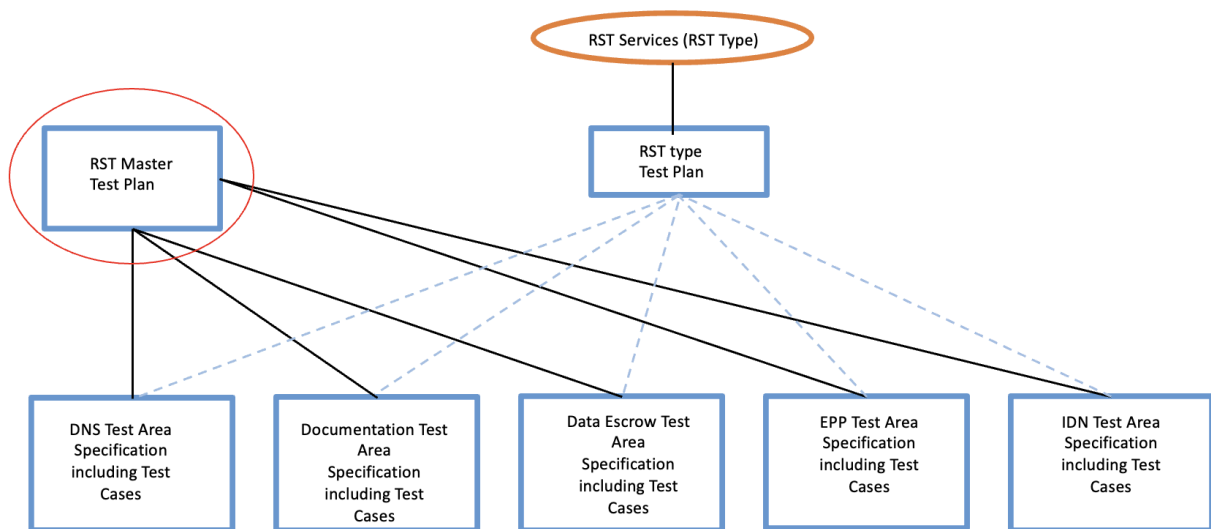 RST Services (RST Type)
RST Master
Test Plan
RST type
Test Plan
DNS Test Area
Specification
including Test
Cases
Documentation Test
Area
Specification
including Test
Cases
Data Escrow Test
Area
Specification
including Test
Cases
EPP Test Area
Specification
including Test
Cases
IDN Test Area
Specification
including Test
Cases